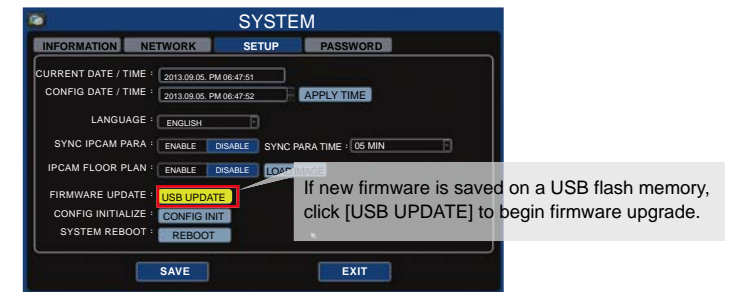 SYSTEM
INFORMATION NETWORK SETUP PASSWORD
CURRENT DATE / TIME : 2013.09.05. PM 06:47:51
CONFIG DATE / TIME : 2013.09.05. PM 06:47:52 APPLY TIME
LANGUAGE : ENGLISH
SYNC IPCAM PARA : ENABLE DISABLE SYNC PARA TIME : 05 MIN
IPCAM FLOOR PLAN : ENABLE DISABLE LOAD IMAGE
If new firmware is saved on a USB flash memory,
FIRMWARE UPDATE : USB UPDATE
click [USB UPDATE] to begin firmware upgrade.
CONFIG INITIALIZE : CONFIG INIT
SYSTEM REBOOT : REBOOT
SAVE EXIT